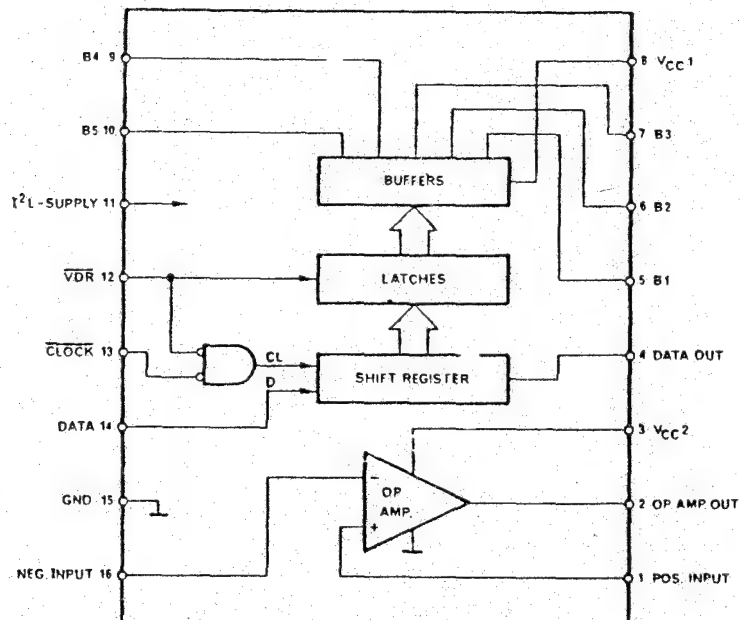 B4 9
8 VCC1
B5 10
7 B3
BUFFERS
I²L-SUPPLY 11
6 B2
VDR 12
LATCHES
5 B1
CLOCK 13
CL
4 DATA OUT
SHIFT REGISTER
D
DATA 14
3 VCC2
OP
AMP.
GND 15
2 OP. AMP. OUT
NEG. INPUT 16
1 POS. INPUT